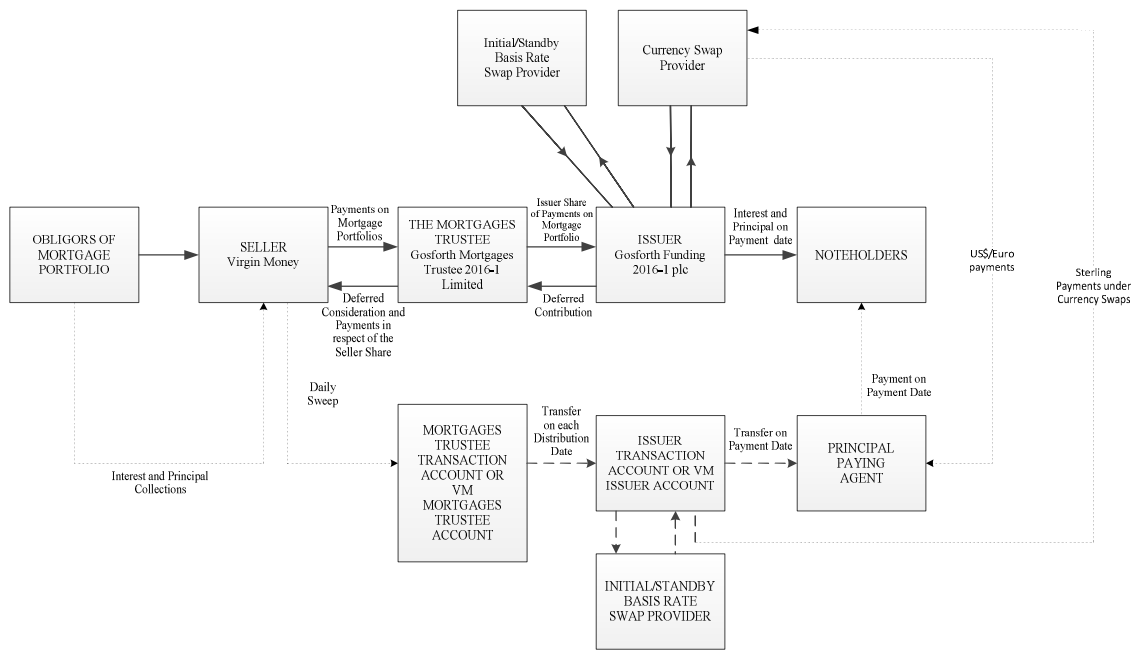 Initial/Standby
Basis Rate
Swap Provider
Currency Swap
Provider
OBLIGORS OF
MORTGAGE
PORTFOLIO
SELLER
Virgin Money
Payments on
Mortgage
Portfolios
Deferred
Consideration and
Payments in
respect of the
Seller Share
THE MORTGAGES
TRUSTEE
Gosforth Mortgages
Trustee 2016-1
Limited
Issuer Share
of Payments on
Mortgage
Portfolio
Deferred
Contribution
ISSUER
Gosforth Funding
2016-1 plc
Interest and
Principal on
Payment date
NOTEHOLDERS
US$/Euro
payments
Sterling
Payments under
Currency Swaps
Interest and Principal
Collections
Daily
Sweep
MORTGAGES
TRUSTEE
TRANSACTION
ACCOUNT OR
VM
MORTGAGES
TRUSTEE
ACCOUNT
Transfer
on each
Distribution
Date
ISSUER
TRANSACTION
ACCOUNT OR VM
ISSUER ACCOUNT
Transfer on
Payment Date
PRINCIPAL
PAYING
AGENT
Payment on
Payment Date
INITIAL/STANDBY
BASIS RATE
SWAP PROVIDER